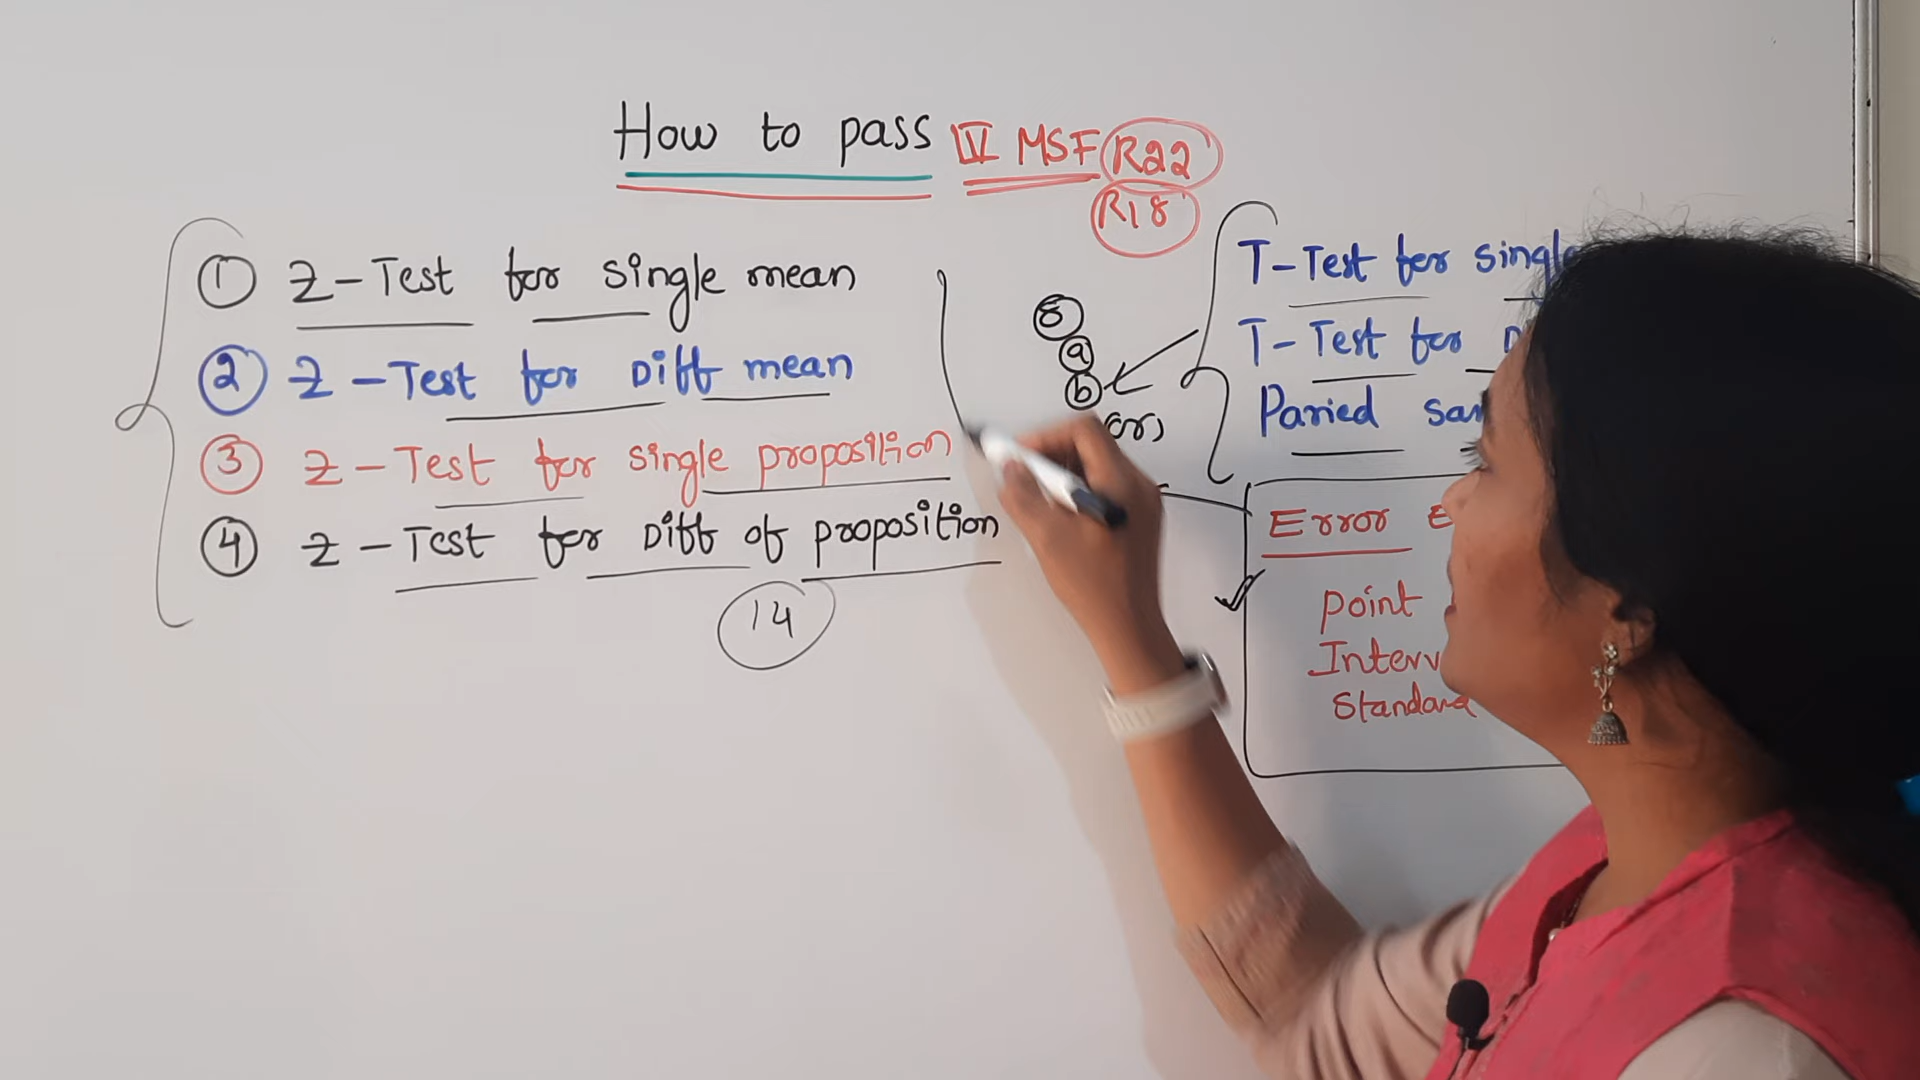 How to pass IV MSF R22
R18
① Z-Test for single mean
② Z-Test for Diff mean
③ Z-Test for single proposition
④ Z-Test for Diff of proposition
14
8
a
b
(or)
T-Test for single
T-Test for
Paried
Error
point
Standard